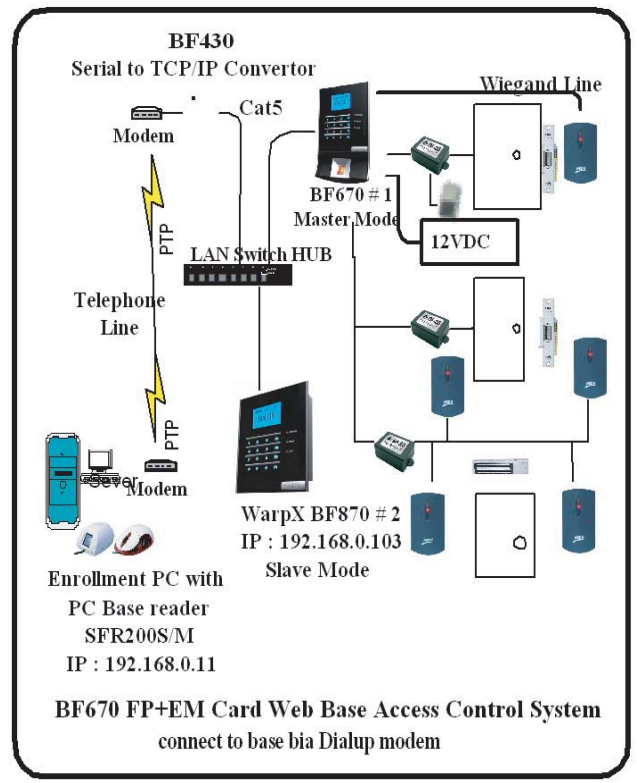 BF430
Serial to TCP/IP Convertor
Cat5
Modem
Wiegand Line
BF670 # 1
Master Mode
12VDC
PTP
LAN Switch HUB
Telephone
Line
PTP
Sever
Modem
WarpX BF870 # 2
IP : 192.168.0.103
Slave Mode
Enrollment PC with
PC Base reader
SFR200S/M
IP : 192.168.0.11
BF670 FP+EM Card Web Base Access Control System
connect to base bia Dialup modem